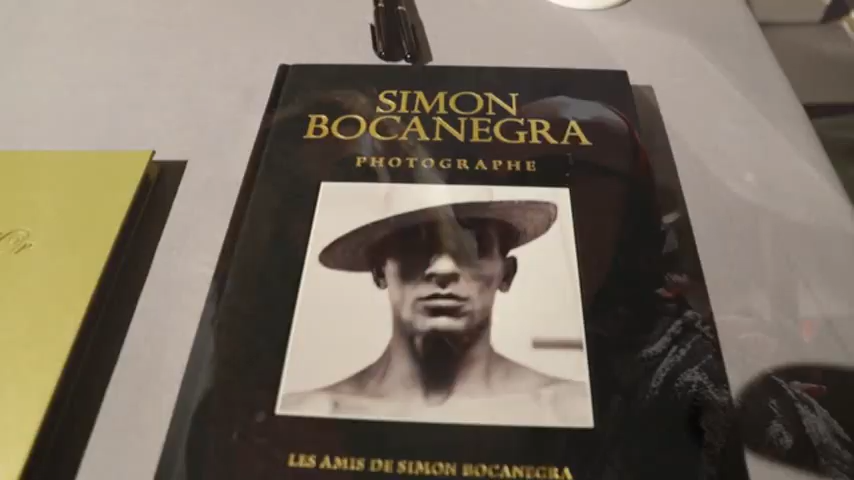 SIMON
BOCANEGRA
PHOTOGRAPHE
LES AMIS DE SIMON BOCANEGRA